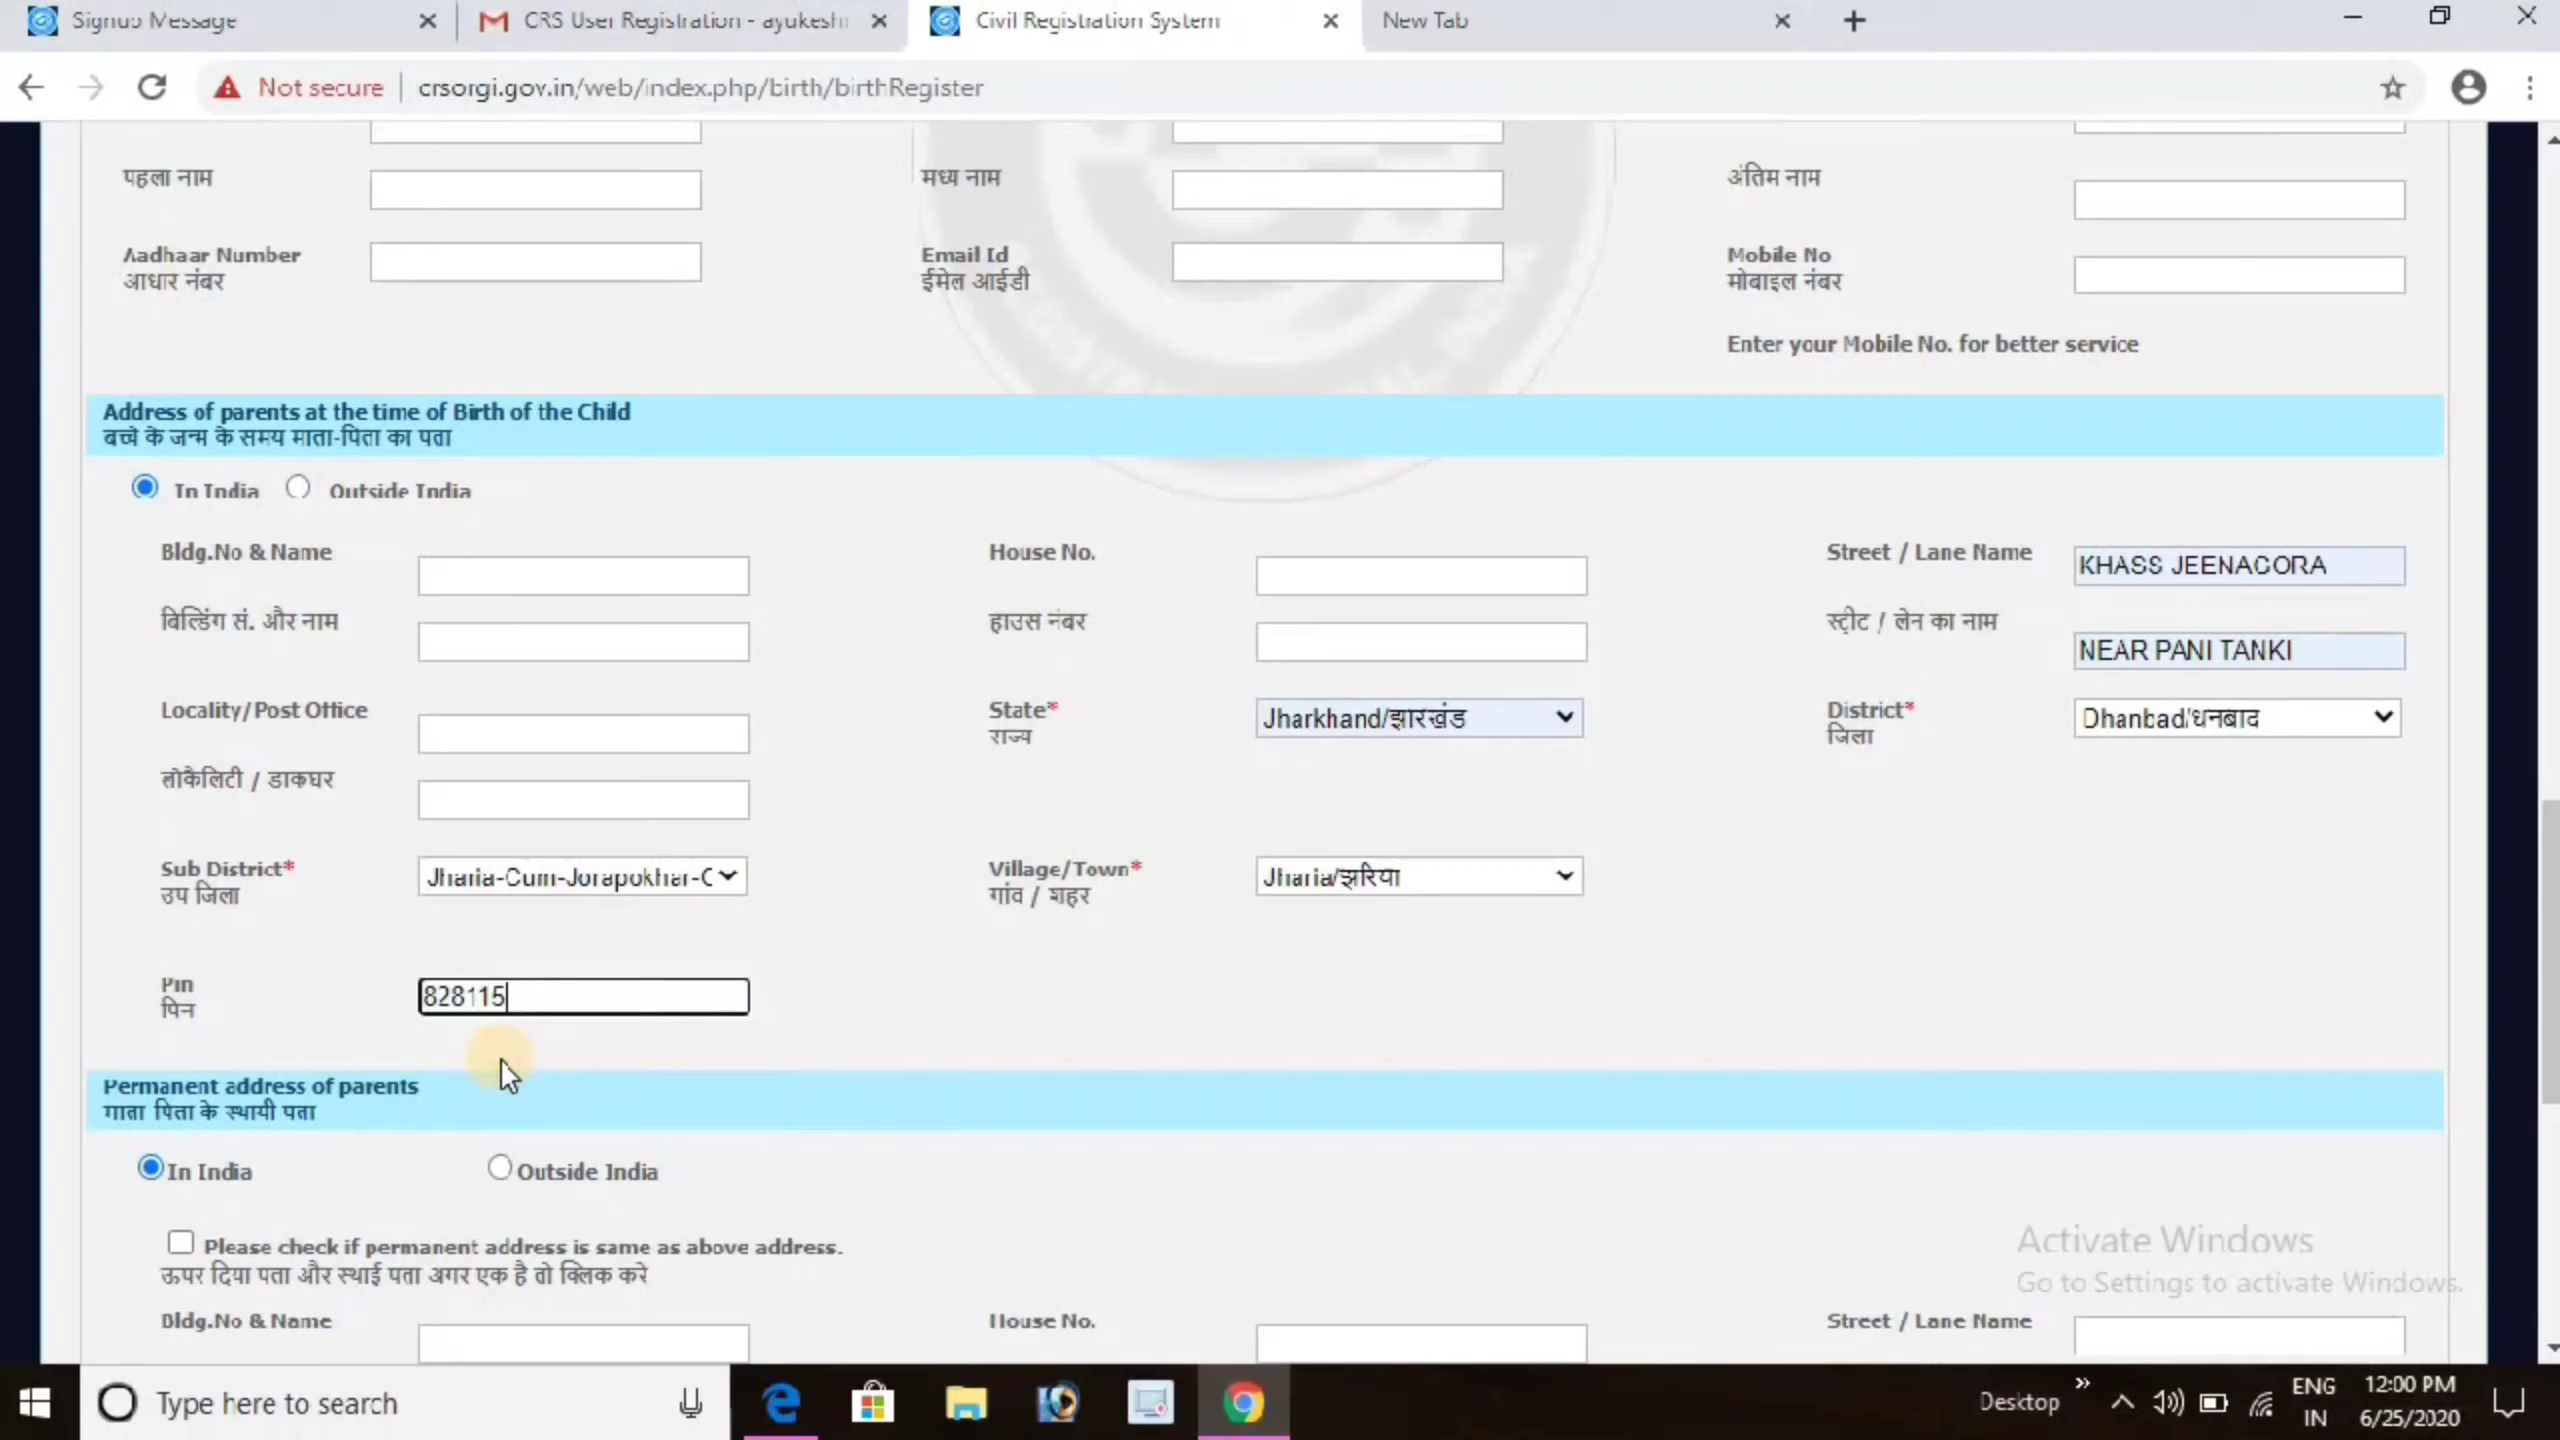 Signup Message
CRS User Registration - ayukeshr
Civil Registration System
New Tab
Not secure
crsorgi.gov.in/web/index.php/birth/birthRegister
पहला नाम
मध्य नाम
अंतिम नाम
Aadhaar Number
Email Id
Mobile No
आधार नंबर
ईमेल आईडी
मोबाइल नंबर
Enter your Mobile No. for better service
Address of parents at the time of Birth of the Child
बच्चे के जन्म के समय माता-पिता का पता
In India
Outside India
Bldg.No & Name
House No.
Street / Lane Name
KHASS JEENAGORA
बिल्डिंग सं. और नाम
हाउस नंबर
स्ट्रीट / लेन का नाम
NEAR PANI TANKI
Locality/Post Office
State*
Jharkhand/झारखंड
District*
Dhanbad/धनबाद
राज्य
जिला
लोकैलिटी / डाकघर
Sub District*
Jharia-Cum-Jorapokhar-C
Village/Town*
Jharia/झरिया
उप जिला
गांव / शहर
Pin
828115
पिन
Permanent address of parents
माता पिता के स्थायी पता
In India
Outside India
Please check if permanent address is same as above address.
ऊपर दिया पता और स्थाई पता अगर एक है तो क्लिक करे
Activate Windows
Go to Settings to activate Windows.
Bldg.No & Name
House No.
Street / Lane Name
Type here to search
Desktop
ENG
IN
12:00 PM
6/25/2020